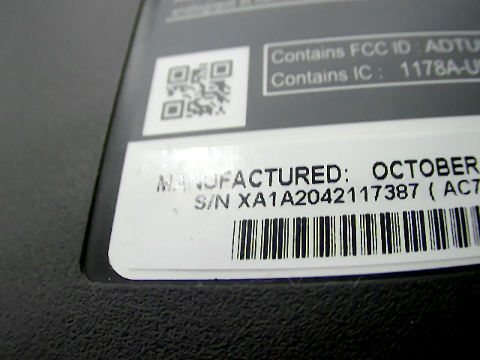 Contains FCC ID : ADTU
Contains IC : 1178A-U
MANUFACTURED: OCTOBER
S/N XA1A2042117387 ( AC7